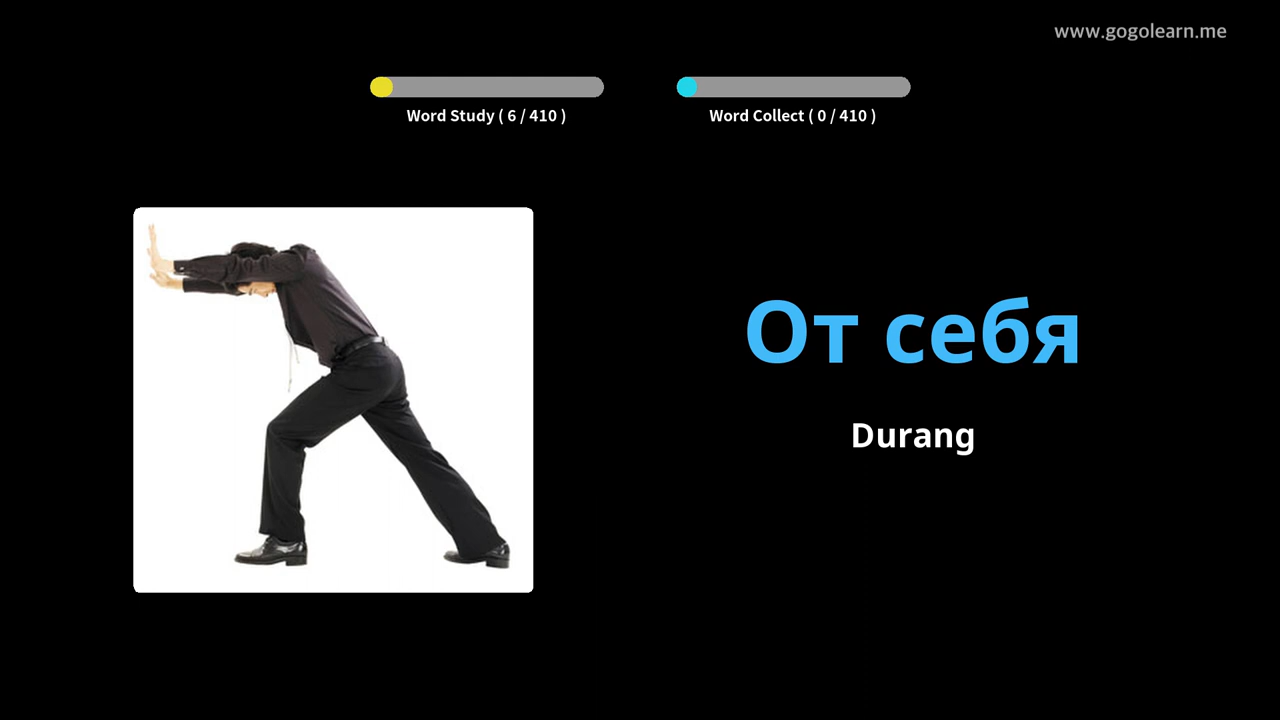 www.gogolearn.me
Word Study ( 6 / 410 )
Word Collect ( 0 / 410 )
От себя
Durang